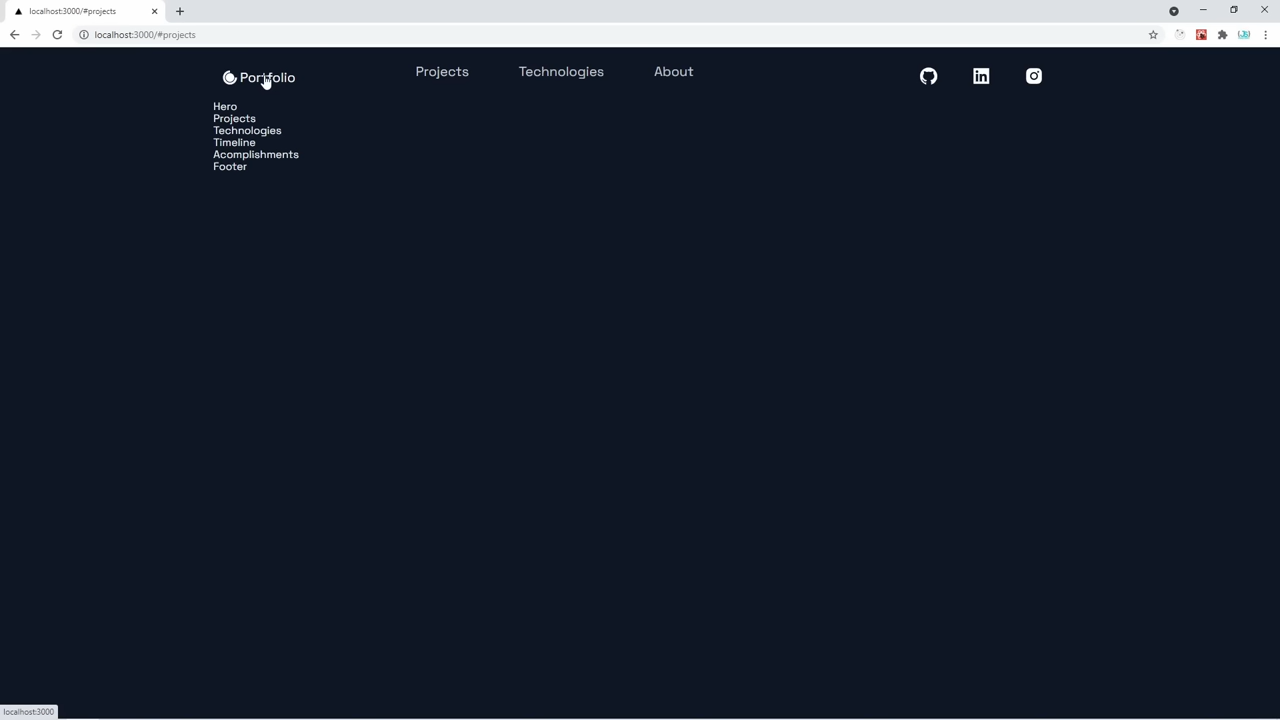 localhost:3000/#projects
localhost:3000/#projects
Portfolio
Projects
Technologies
About
Hero
Projects
Technologies
Timeline
Acomplishments
Footer
localhost:3000